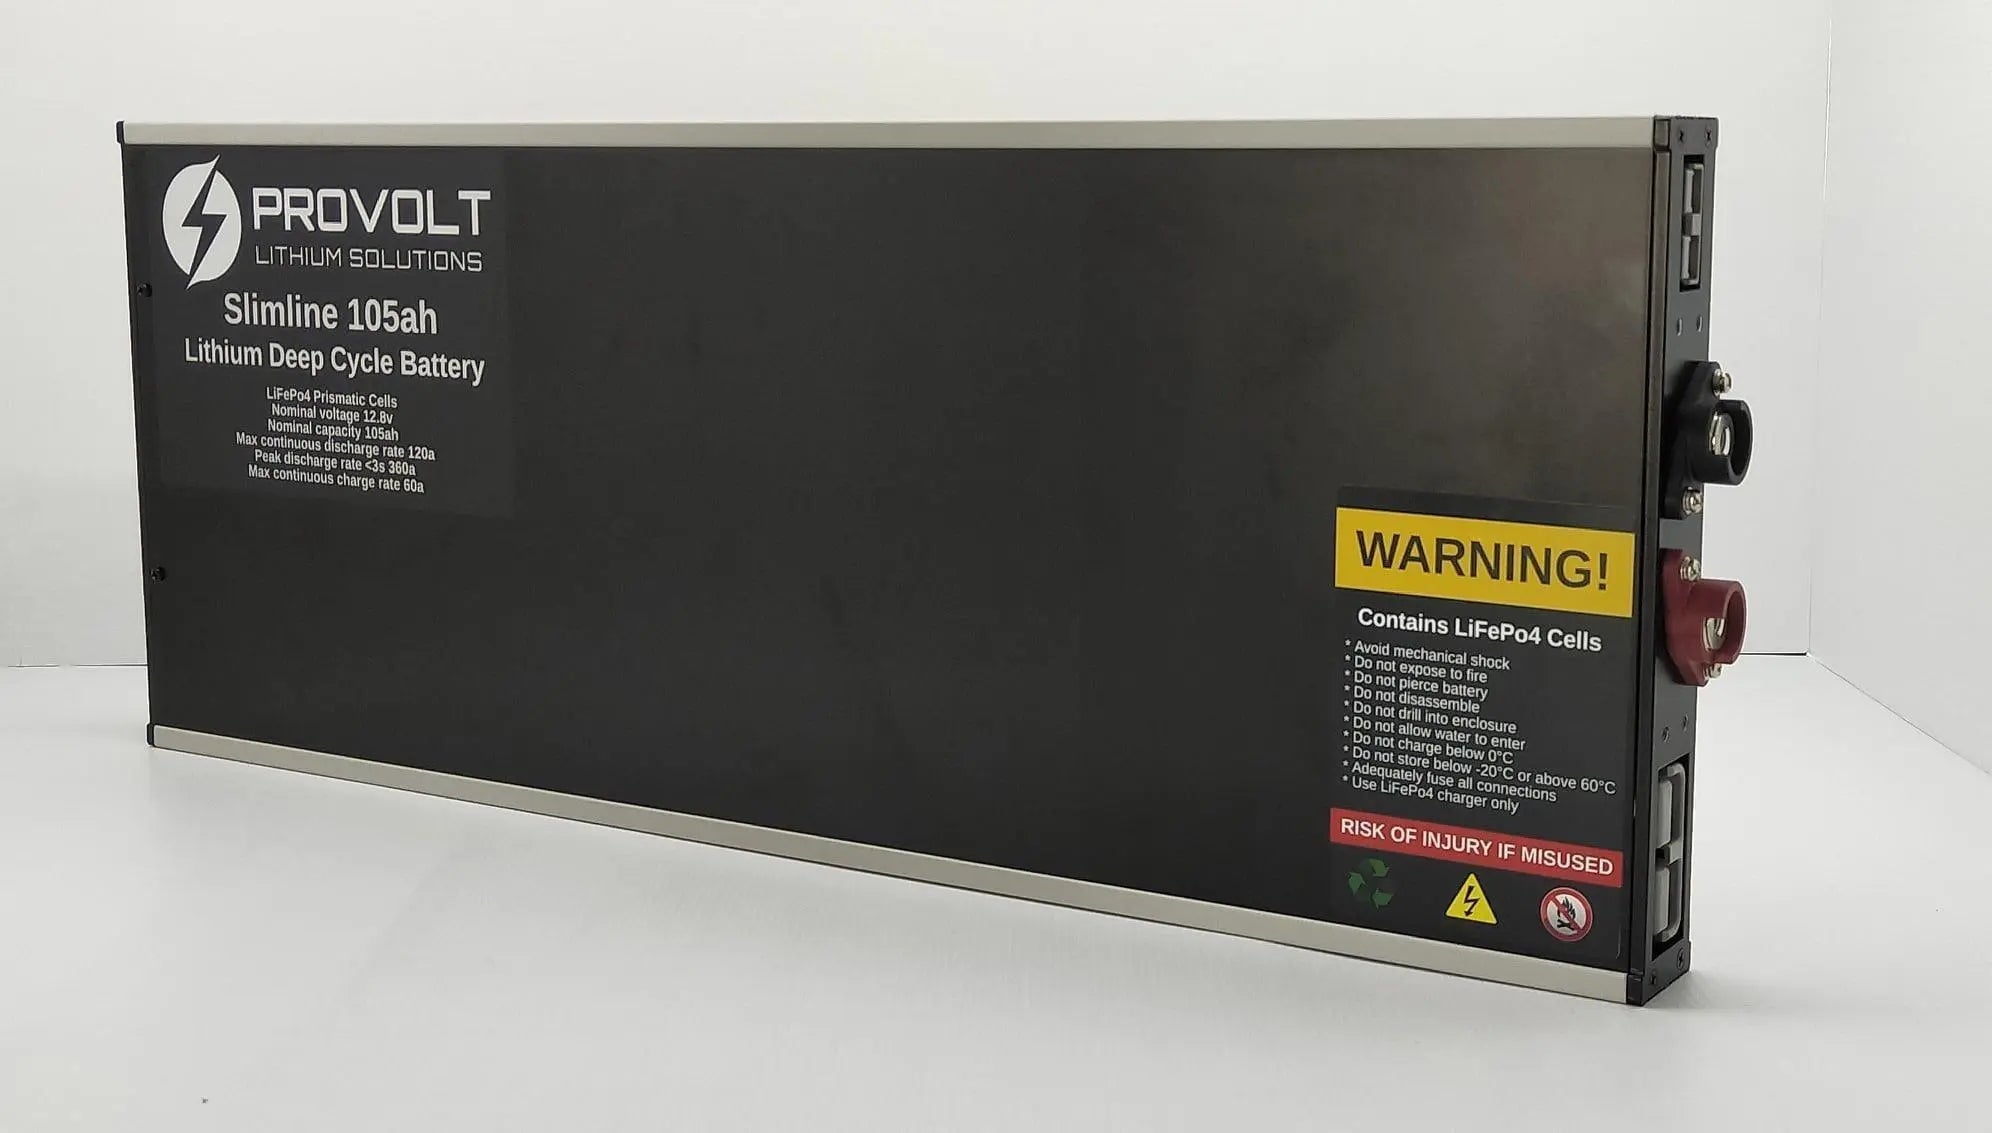 PROVOLT
LITHIUM SOLUTIONS
Slimline 105ah
Lithium Deep Cycle Battery
LiFePo4 Prismatic Cells
Nominal voltage 12.8v
Nominal capacity 105ah
Max continuous discharge rate 120a
Peak discharge rate <3s 360a
Max continuous charge rate 60a
WARNING!
Contains LiFePo4 Cells
* Avoid mechanical shock
* Do not expose to fire
* Do not pierce battery
* Do not disassemble
* Do not drill into enclosure
* Do not allow water to enter
* Do not charge below 0°C
* Do not store below -20°C or above 60°C
* Adequately fuse all connections
* Use LiFePo4 charger only
RISK OF INJURY IF MISUSED